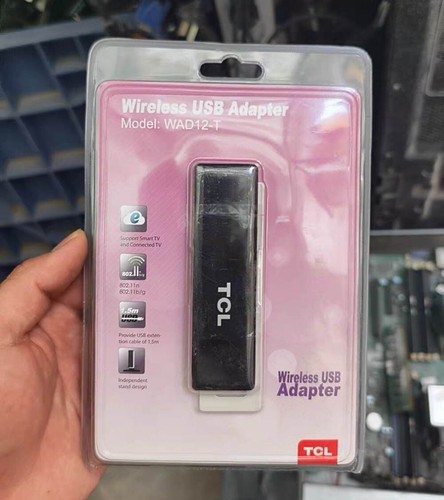 Wireless USB Adapter
Model: WAD12-T
Support Smart TV
and Connected TV
802.11n
802.11b/g
1.5m
USB
Provide USB exten-
tion cable of 1.5m
Independent
stand design
TCL
Wireless USB
Adapter
TCL